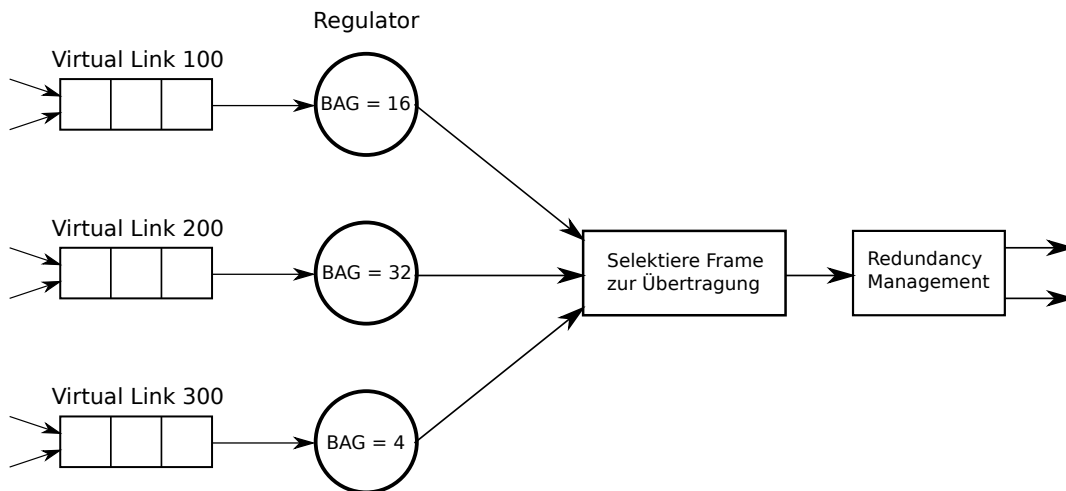 Regulator
Virtual Link 100
BAG = 16
Virtual Link 200
BAG = 32
Selektiere Frame
zur Übertragung
Redundancy
Management
Virtual Link 300
BAG = 4